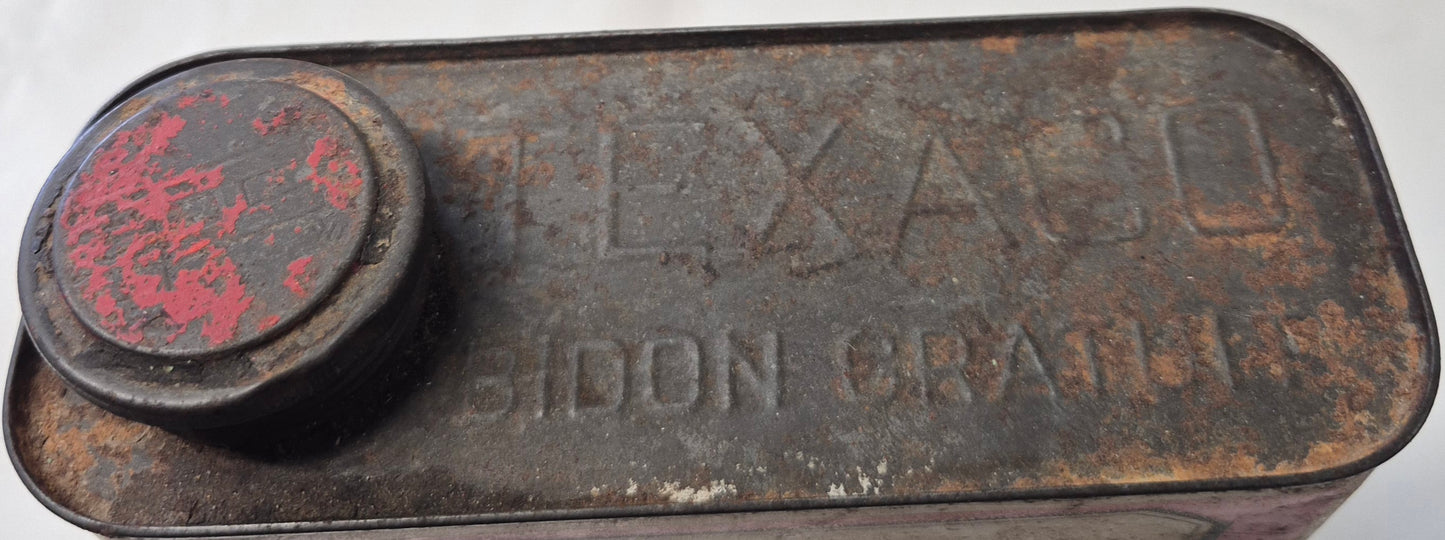 TEXACO
BIDON GRATUIT